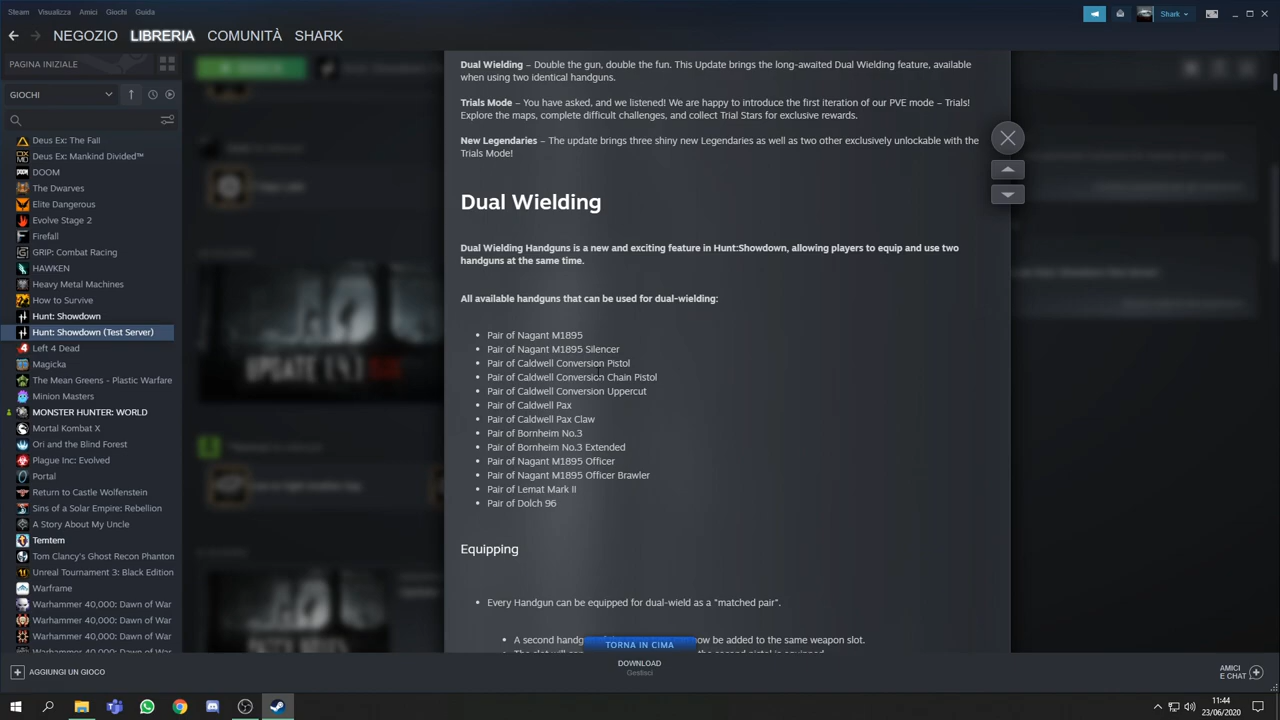 Steam Visualizza Amici Giochi Guida
Shark
NEGOZIO LIBRERIA COMUNITÀ SHARK
PAGINA INIZIALE
GIOCHI
Deus Ex: The Fall
Deus Ex: Mankind Divided™
DOOM
The Dwarves
Elite Dangerous
Evolve Stage 2
Firefall
GRIP: Combat Racing
HAWKEN
Heavy Metal Machines
How to Survive
Hunt: Showdown
Hunt: Showdown (Test Server)
Left 4 Dead
Magicka
The Mean Greens - Plastic Warfare
Minion Masters
MONSTER HUNTER: WORLD
Mortal Kombat X
Ori and the Blind Forest
Plague Inc: Evolved
Portal
Return to Castle Wolfenstein
Sins of a Solar Empire: Rebellion
A Story About My Uncle
Temtem
Tom Clancy's Ghost Recon Phanton
Unreal Tournament 3: Black Edition
Warframe
Warhammer 40,000: Dawn of War
Warhammer 40,000: Dawn of War
Warhammer 40,000: Dawn of War
Warhammer 40,000: Dawn of War
AGGIUNGI UN GIOCO
Dual Wielding – Double the gun, double the fun. This Update brings the long-awaited Dual Wielding feature, available
when using two identical handguns.
Trials Mode – You have asked, and we listened! We are happy to introduce the first iteration of our PVE mode – Trials!
Explore the maps, complete difficult challenges, and collect Trial Stars for exclusive rewards.
New Legendaries – The update brings three shiny new Legendaries as well as two other exclusively unlockable with the
Trials Mode!
Dual Wielding
Dual Wielding Handguns is a new and exciting feature in Hunt:Showdown, allowing players to equip and use two
handguns at the same time.
All available handguns that can be used for dual-wielding:
Pair of Nagant M1895
Pair of Nagant M1895 Silencer
Pair of Caldwell Conversion Pistol
Pair of Caldwell Conversion Chain Pistol
Pair of Caldwell Conversion Uppercut
Pair of Caldwell Pax
Pair of Caldwell Pax Claw
Pair of Bornheim No.3
Pair of Bornheim No.3 Extended
Pair of Nagant M1895 Officer
Pair of Nagant M1895 Officer Brawler
Pair of Lemat Mark II
Pair of Dolch 96
Equipping
Every Handgun can be equipped for dual-wield as a "matched pair".
A second handg be added to the same weapon slot.
UPDATE
TORNA IN CIMA
DOWNLOAD
Gestisci
AMICI
E CHAT
11:44
23/06/2020